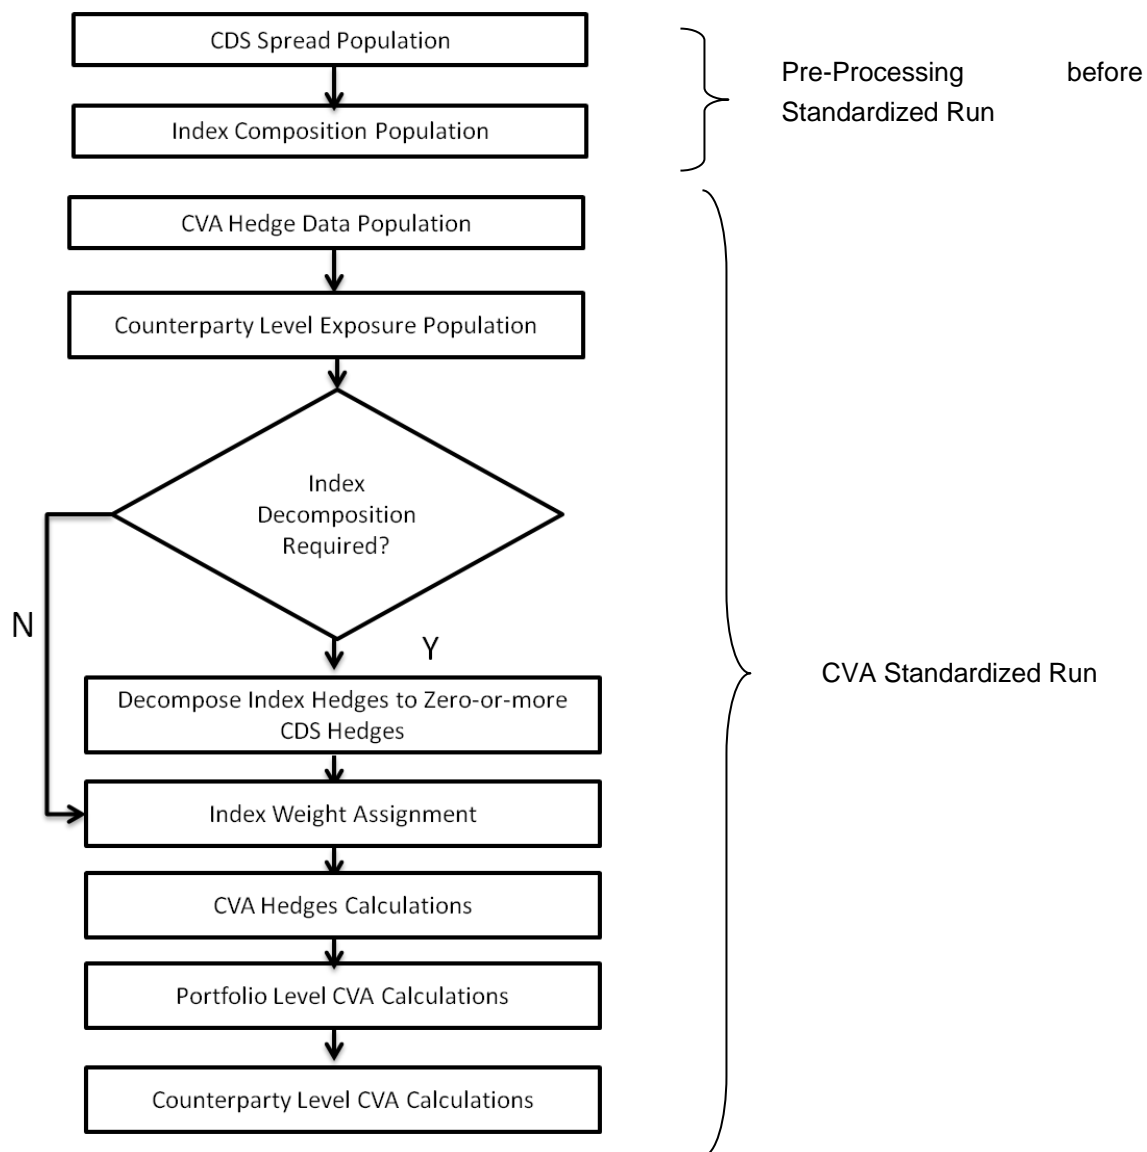 CDS Spread Population
Index Composition Population
Pre-Processing before
Standardized Run
CVA Hedge Data Population
Counterparty Level Exposure Population
Index
Decomposition
Required?
N
Y
Decompose Index Hedges to Zero-or-more
CDS Hedges
Index Weight Assignment
CVA Hedges Calculations
Portfolio Level CVA Calculations
Counterparty Level CVA Calculations
CVA Standardized Run